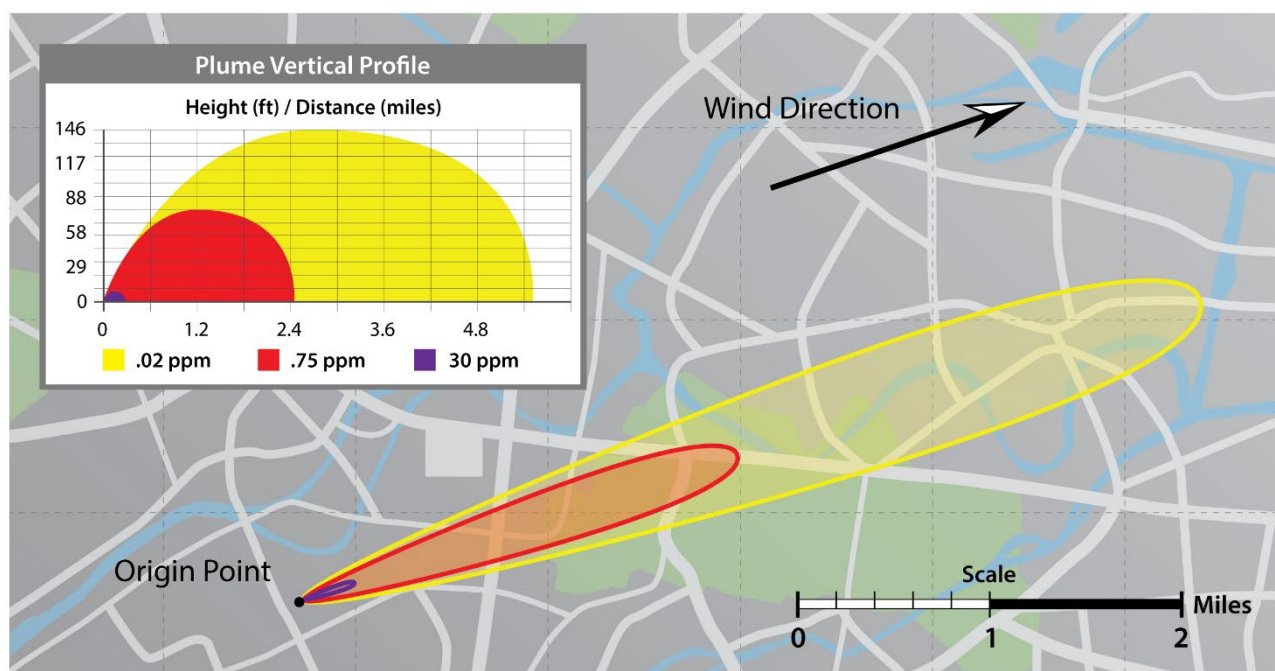 Plume Vertical Profile
Height (ft) / Distance (miles)
146
117
88
58
29
0
0 1.2 2.4 3.6 4.8
.02 ppm .75 ppm 30 ppm
Wind Direction
Origin Point
Scale
Miles
0 1 2